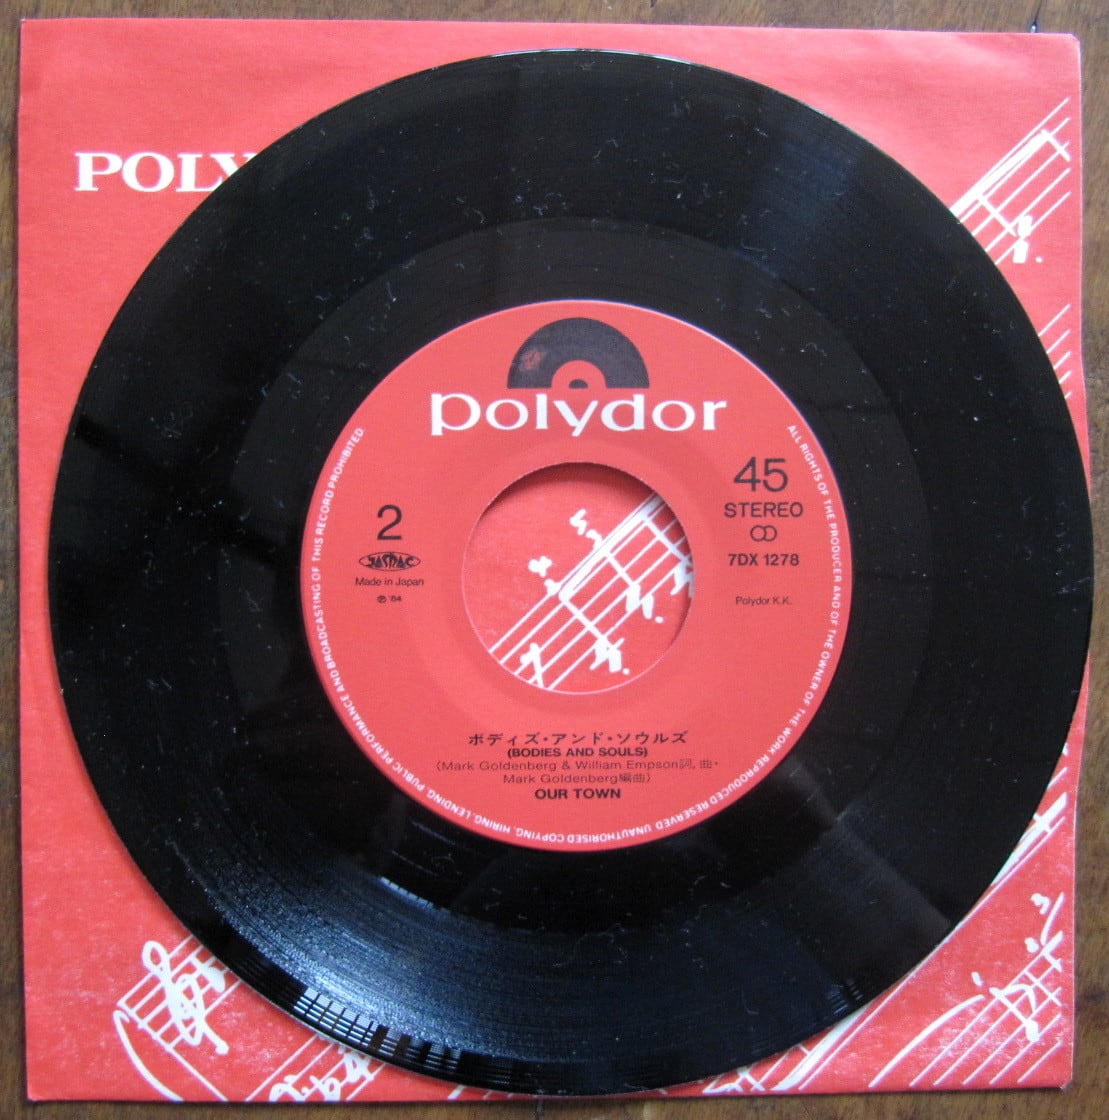 POLY
polydor
45
STEREO
7DX 1278
Polydor K.K.
2
JASRAC
Made in Japan
℗ '84
ボディズ・アンド・ソウルズ
(BODIES AND SOULS)
(Mark Goldenberg & William Empson詞, 曲・
Mark Goldenberg編曲)
OUR TOWN
ALL RIGHTS OF THE PRODUCER AND OF THE OWNER OF THE WORK REPRODUCED RESERVED. UNAUTHORISED COPYING, HIRING, LENDING, PUBLIC PERFORMANCE AND BROADCASTING OF THIS RECORD PROHIBITED.